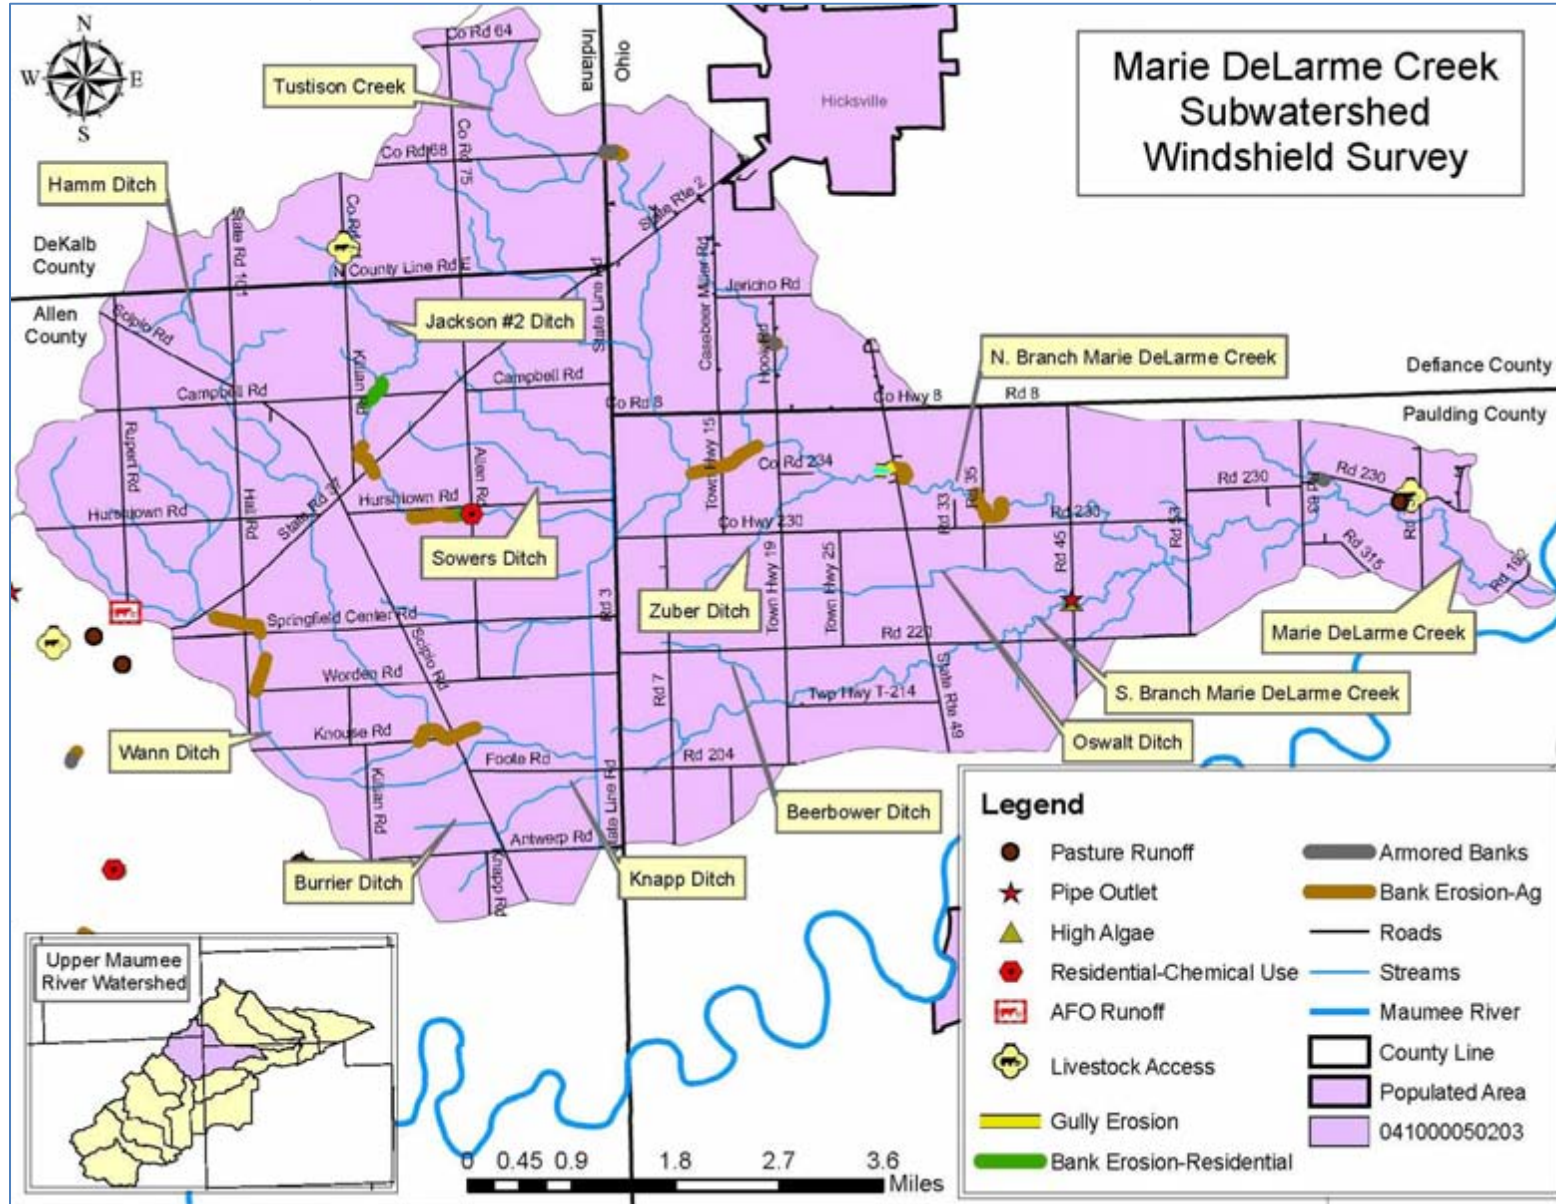 Marie DeLarme Creek
Subwatershed
Windshield Survey
N
W
E
S
Indiana
Ohio
Hicksville
Co Rd 64
Tustison Creek
Co Rd 68
Co Rd 75
Hamm Ditch
State Rd 101
State Rte 2
DeKalb
County
N County Line Rd E
Allen
County
Scipio Rd
Jackson #2 Ditch
State Line Rd
Casebeer Miller Rd
Jericho Rd
Killian Rd
N. Branch Marie DeLarme Creek
Defiance County
Campbell Rd
Campbell Rd
Co Rd 8
Co Hwy 8
Rd 8
Paulding County
Rupert Rd
Allen Rd
Town Hwy 15
Co Rd 234
Rd 35
Rd 230
Rd 230
Hurshtown Rd
Hall Rd
State Rd 37
Hurshtown Rd
Co Hwy 230
Rd 33
Rd 230
Rd 53
Sowers Ditch
Rd 45
Rd 315
Rd 192
Town Hwy 19
Town Hwy 25
Zuber Ditch
Rd 3
Springfield Center Rd
Rd 220
Marie DeLarme Creek
Scipio Rd
Worden Rd
Rd 7
State Rte 49
Twp Hwy T-214
S. Branch Marie DeLarme Creek
Wann Ditch
Knouse Rd
Foote Rd
Rd 204
Oswalt Ditch
Killian Rd
State Line Rd
Beerbower Ditch
Antwerp Rd
Burrier Ditch
Knapp Rd
Knapp Ditch
Legend
Pasture Runoff
Pipe Outlet
High Algae
Residential-Chemical Use
AFO Runoff
Livestock Access
Gully Erosion
Bank Erosion-Residential
Armored Banks
Bank Erosion-Ag
Roads
Streams
Maumee River
County Line
Populated Area
041000050203
Upper Maumee
River Watershed
0 0.45 0.9 1.8 2.7 3.6
Miles